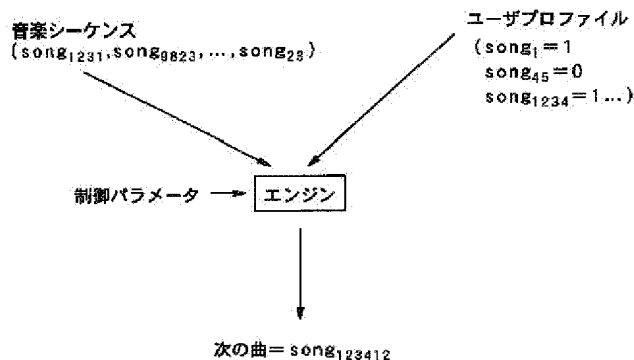 音楽シーケンス
(song₁₂₃₁,song₉₈₂₃,...,song₂₃)
ユーザプロファイル
(song₁=1
song₄₅=0
song₁₂₃₄=1...)
制御パラメータ
エンジン
次の曲=song₁₂₃₄₁₂